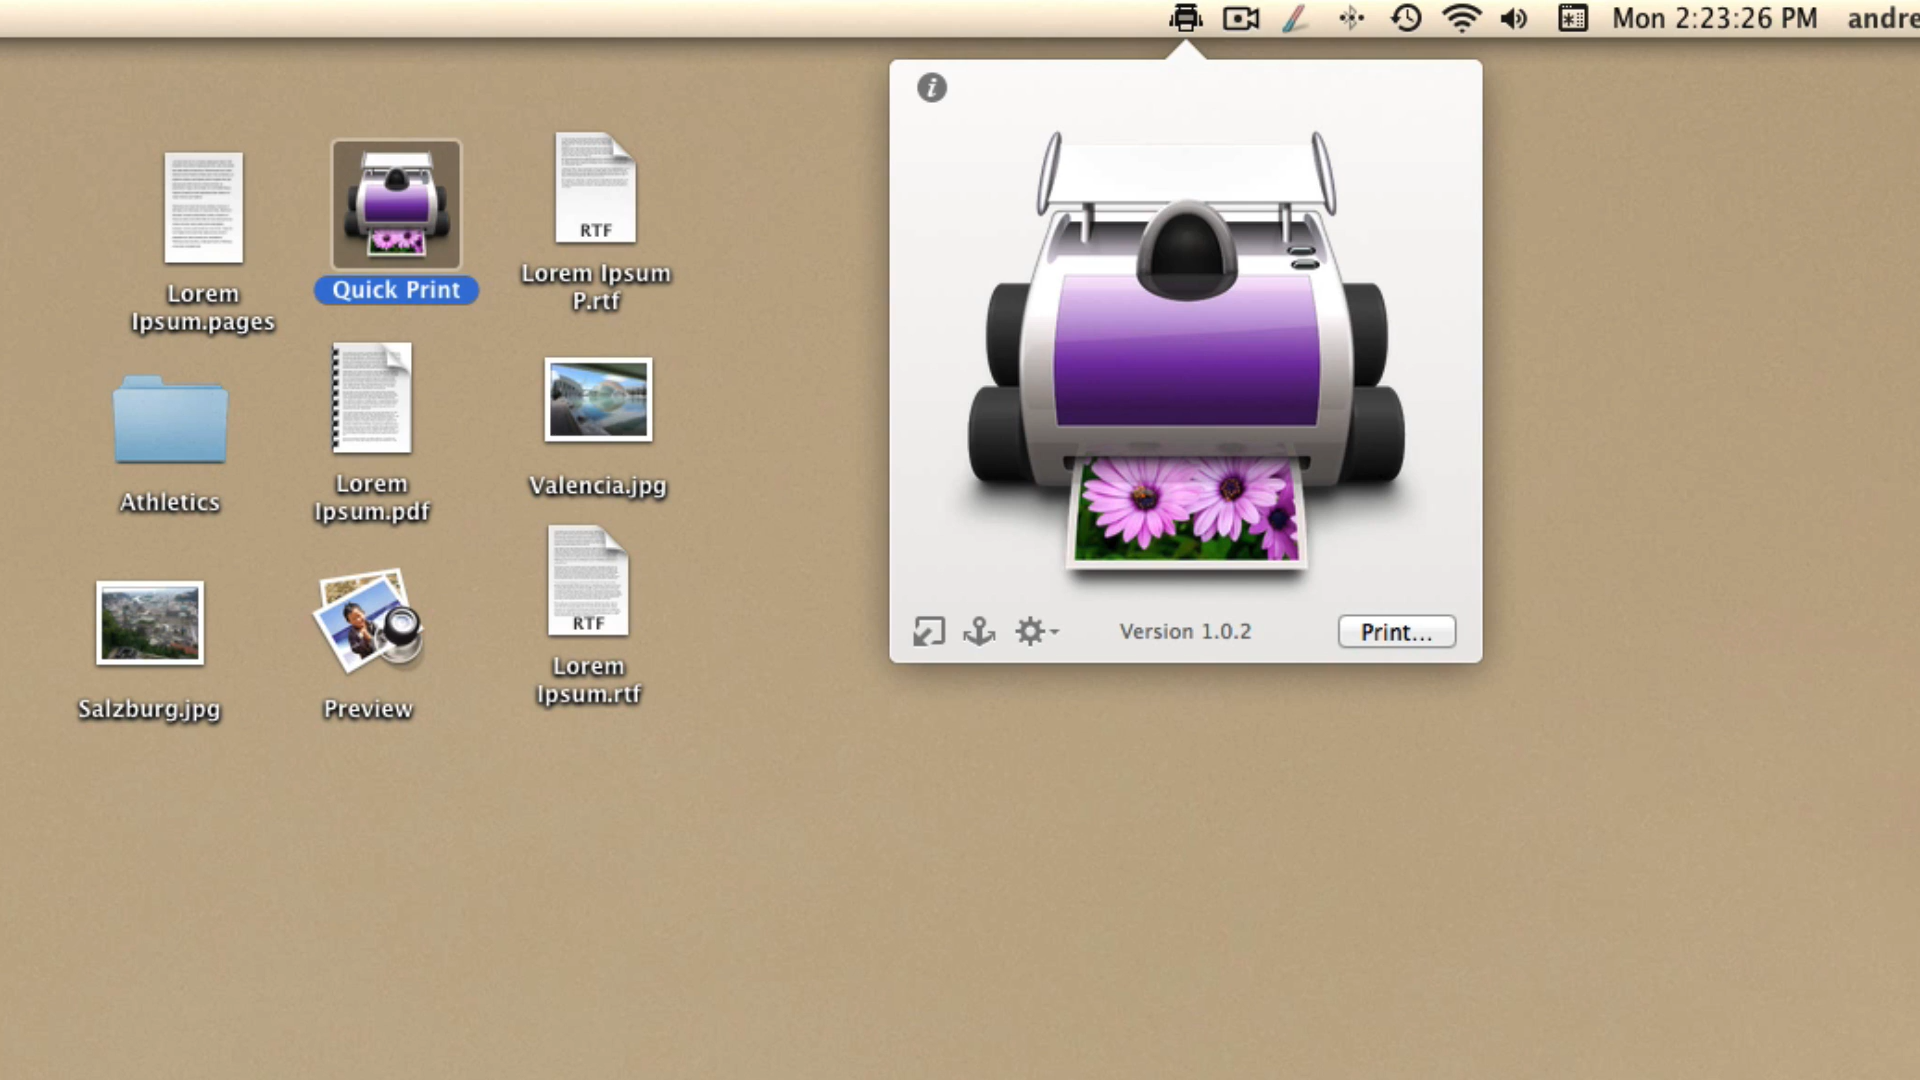 Mon 2:23:26 PM andre
Lorem
Ipsum.pages
Quick Print
RTF
Lorem Ipsum
P.rtf
Athletics
Lorem
Ipsum.pdf
Valencia.jpg
Salzburg.jpg
Preview
RTF
Lorem
Ipsum.rtf
i
Version 1.0.2
Print...